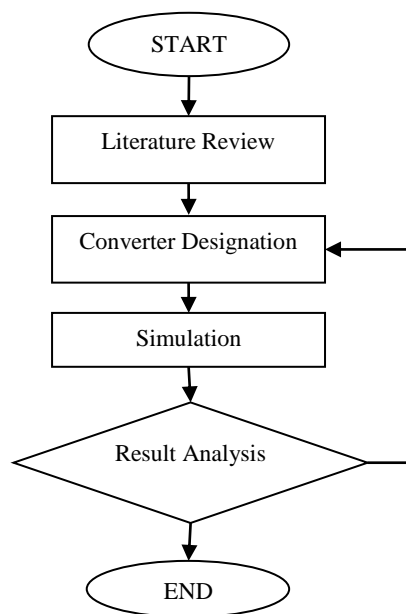 START
Literature Review
Converter Designation
Simulation
Result Analysis
END